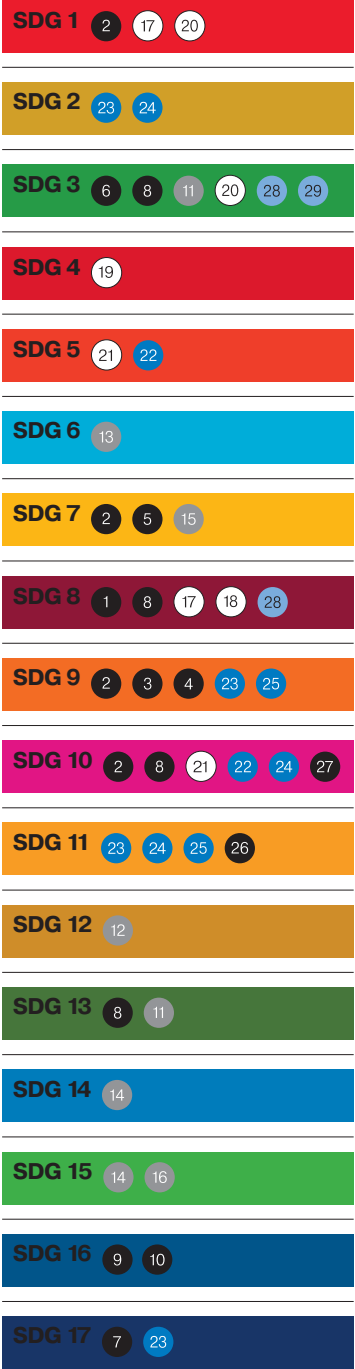 SDG 1 2 17 20
SDG 2 23 24
SDG 3 6 8 11 20 28 29
SDG 4 19
SDG 5 21 22
SDG 6 13
SDG 7 2 5 15
SDG 8 1 8 17 18 28
SDG 9 2 3 4 23 25
SDG 10 2 8 21 22 24 27
SDG 11 23 24 25 26
SDG 12 12
SDG 13 8 11
SDG 14 14
SDG 15 14 16
SDG 16 9 10
SDG 17 7 23